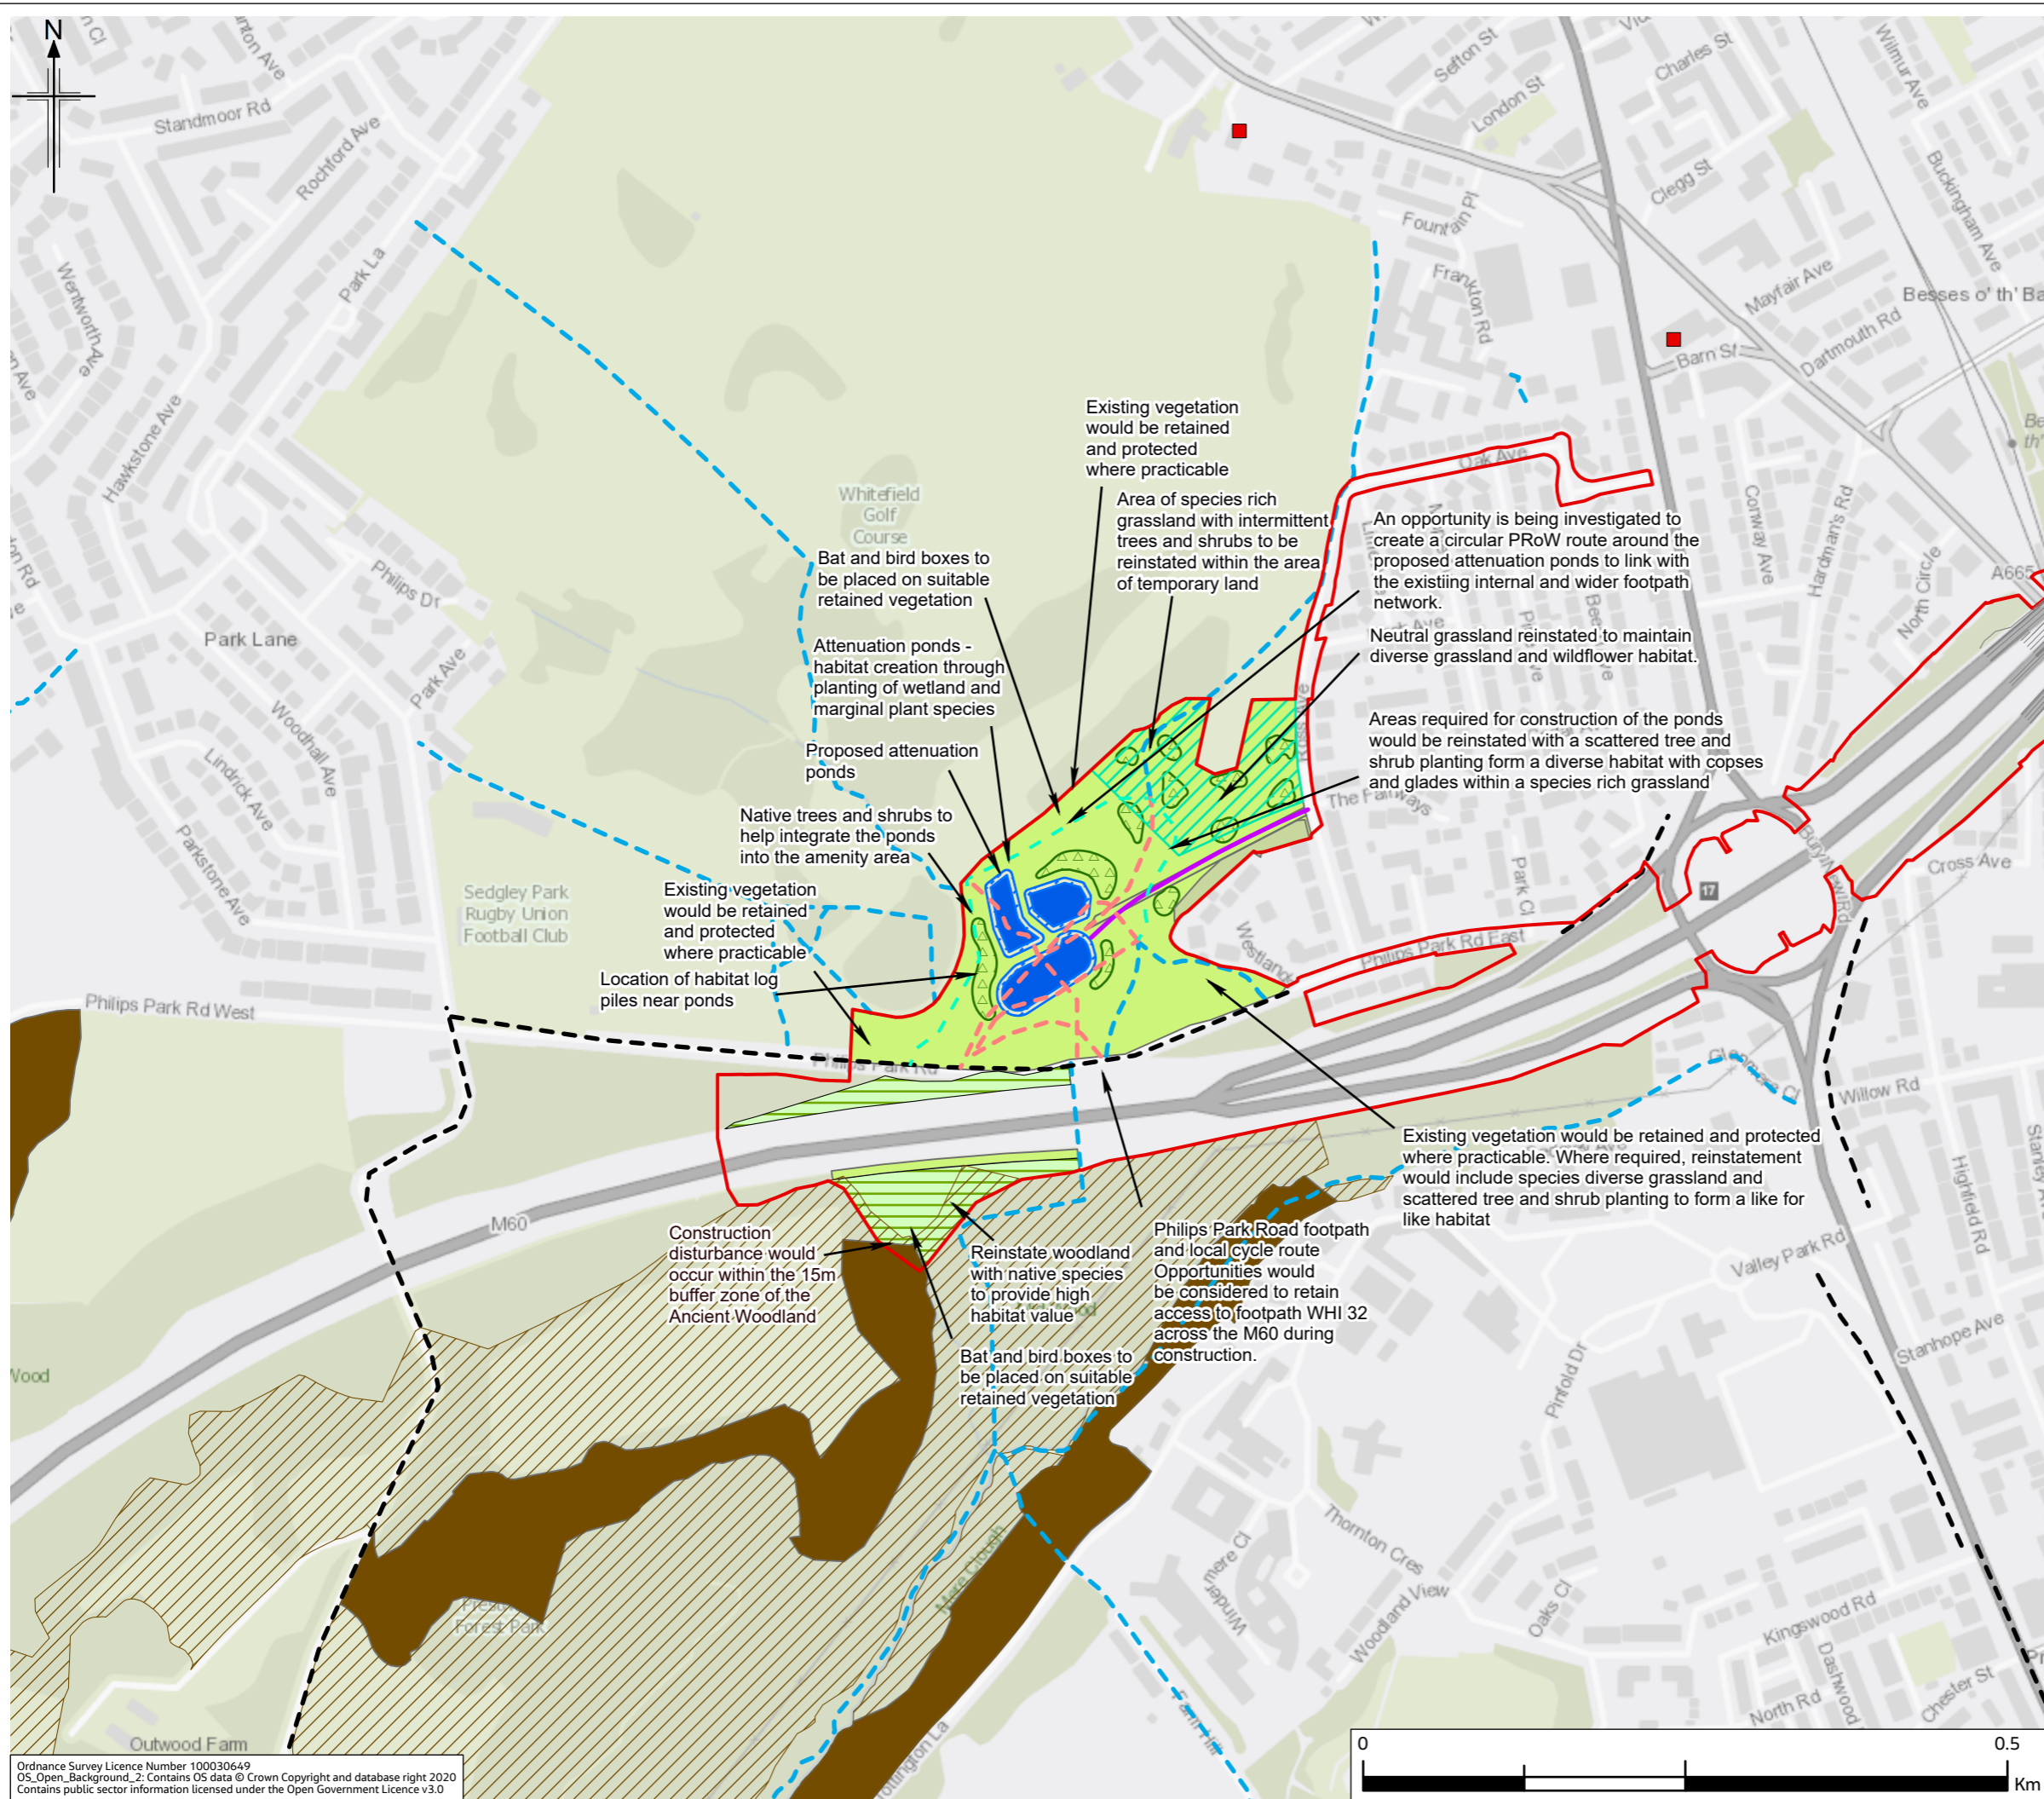 N
Standmoor Rd
Rochford Ave
Park La
Wentworth Ave
Hawkstone Ave
Philips Dr
Park Lane
Park Ave
Woodhall Ave
Lindrick Ave
Parkstone Ave
Sefton St
London St
Charles St
Wilmur Ave
Clegg St
Buckingham Ave
Fountain Pl
Frankton Rd
Mayfair Ave
Besses o' th' Ba
Barn St
Dartmouth Rd
Oak Ave
Conway Ave
Hardman's Rd
North Circle
A665
Whitefield
Golf
Course
Existing vegetation
would be retained
and protected
where practicable
Area of species rich
grassland with intermittent
trees and shrubs to be
reinstated within the area
of temporary land
An opportunity is being investigated to
create a circular PRoW route around the
proposed attenuation ponds to link with
the existiing internal and wider footpath
network.
Bat and bird boxes to
be placed on suitable
retained vegetation
Neutral grassland reinstated to maintain
diverse grassland and wildflower habitat.
Attenuation ponds -
habitat creation through
planting of wetland and
marginal plant species
Areas required for construction of the ponds
would be reinstated with a scattered tree and
shrub planting form a diverse habitat with copses
and glades within a species rich grassland
Proposed attenuation
ponds
The Fairways
Native trees and shrubs to
help integrate the ponds
into the amenity area
Park Cl
17
Cross Ave
Existing vegetation
would be retained
and protected
where practicable
Sedgley Park
Rugby Union
Football Club
Philips Park Rd East
Location of habitat log
piles near ponds
Philips Park Rd West
Philips Park Rd
Willow Rd
Existing vegetation would be retained and protected
where practicable. Where required, reinstatement
would include species diverse grassland and
scattered tree and shrub planting to form a like for
like habitat
Highfield Rd
M60
Construction
disturbance would
occur within the 15m
buffer zone of the
Ancient Woodland
Reinstate woodland
with native species
to provide high
habitat value
Philips Park Road footpath
and local cycle route
Opportunities would
be considered to retain
access to footpath WHI 32
across the M60 during
construction.
Bat and bird boxes to
be placed on suitable
retained vegetation
Valley Park Rd
Stanhope Ave
Pinfold Dr
Wood
Thornton Cres
Mere Clough
Windermere Cl
Woodland View
Oaks Cl
Kingswood Rd
Forest Park
North Rd
Chester St
Farm Hill
Outwood Farm
0
0.5
Km
Ordnance Survey Licence Number 100030649
OS_Open_Background_2: Contains OS data © Crown Copyright and database right 2020
Contains public sector information licensed under the Open Government Licence v3.0